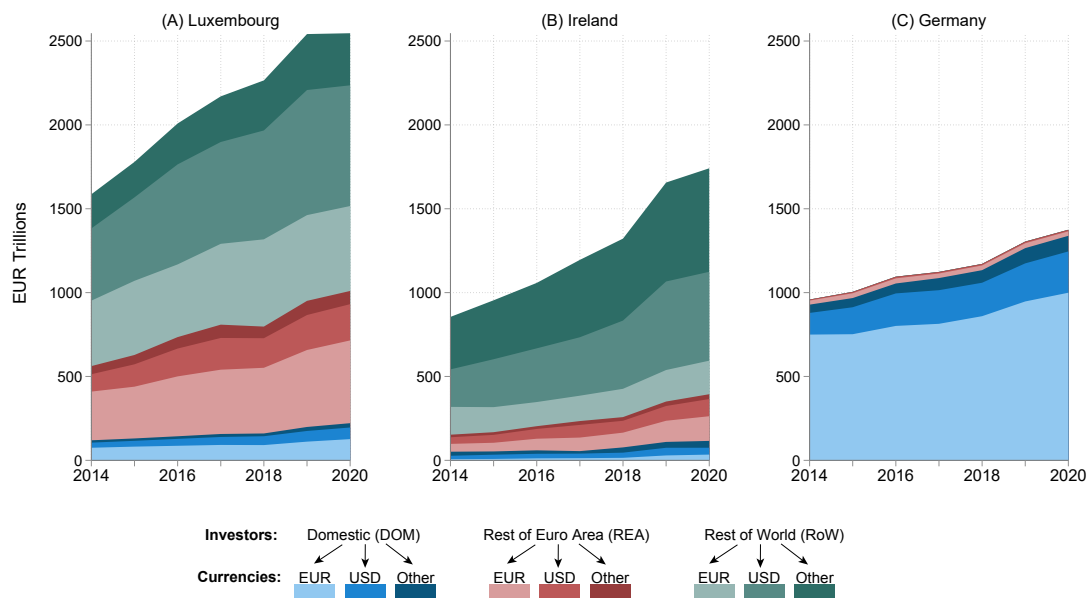 (A) Luxembourg
(B) Ireland
(C) Germany
EUR Trillions
2500
2000
1500
1000
500
0
2014 2016 2018 2020
2500
2000
1500
1000
500
0
2014 2016 2018 2020
2500
2000
1500
1000
500
0
2014 2016 2018 2020
Investors: Domestic (DOM) Rest of Euro Area (REA) Rest of World (RoW)
Currencies: EUR USD Other EUR USD Other EUR USD Other